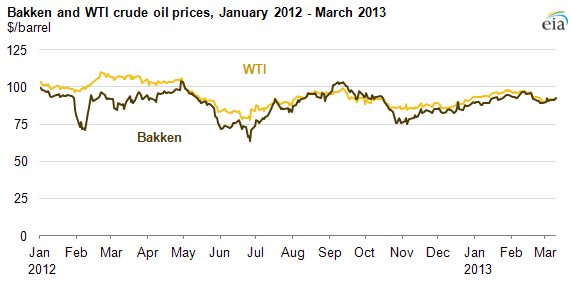 Bakken and WTI crude oil prices, January 2012 - March 2013
$/barrel
eia
125
100
75
50
25
0
WTI
Bakken
Jan Feb Mar Apr May Jun Jul Aug Sep Oct Nov Dec Jan Feb Mar
2012 2013